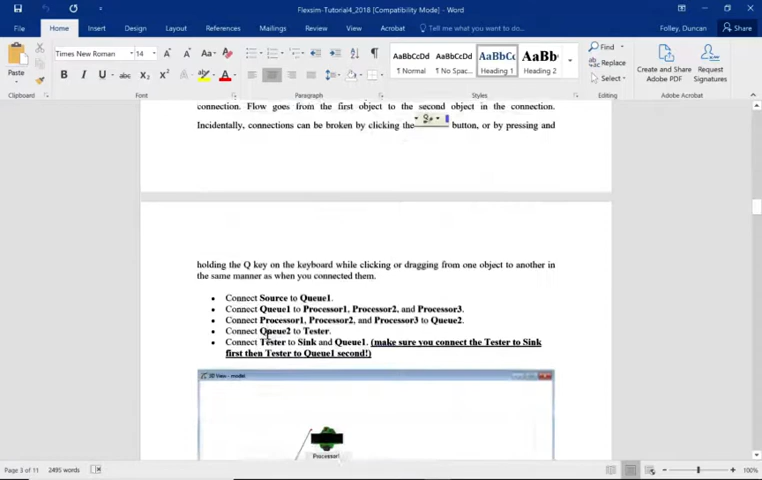 Flexsim-Tutorial4_2018 [Compatibility Mode] - Word
File Home Insert Draw Design Layout References Mailings Review View Acrobat Tell me what you want to do... Folley, Duncan Share
Times New Roman 14 A A Aa ¶ AaBbCcDc AaBbCcDc AaBbCc AaBbC Find
Paste Replace
B I U abc X₂ X² A A ¶ Normal ¶ No Spac... Heading 1 Heading 2 Select Create and Share Adobe PDF Request Signatures
Clipboard Font Paragraph Styles Editing Adobe Acrobat
connection. Flow goes from the first object to the second object in the connection.
Incidentally, connections can be broken by clicking the button, or by pressing and
holding the Q key on the keyboard while clicking or dragging from one object to another in
the same manner as when you connected them.
• Connect Source to Queue1.
• Connect Queue1 to Processor1, Processor2, and Processor3.
• Connect Processor1, Processor2, and Processor3 to Queue2.
• Connect Queue2 to Tester.
• Connect Tester to Sink and Queue1. (make sure you connect the Tester to Sink
first then Tester to Queue1 second!)
3D View - model
Processor1
Page 3 of 11 2495 words 100%